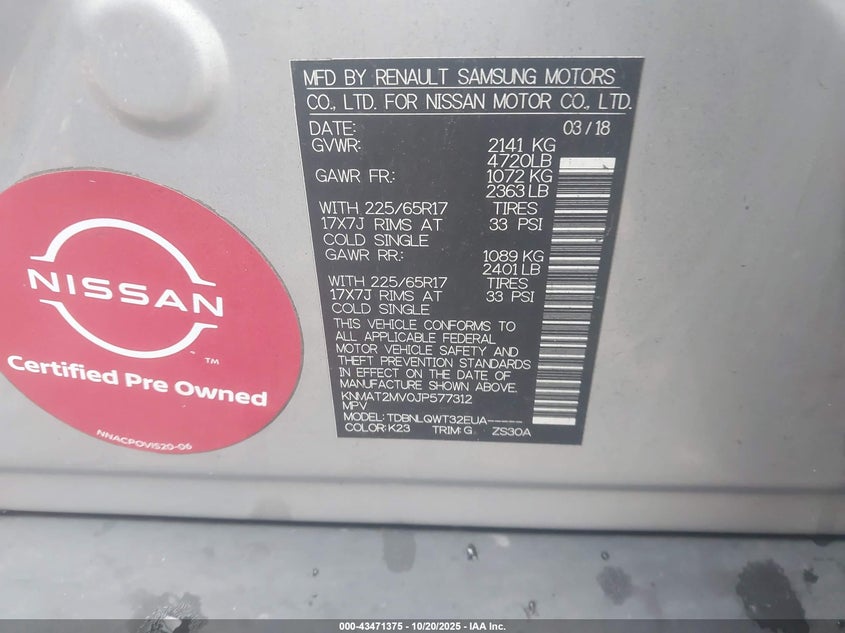 MFD BY RENAULT SAMSUNG MOTORS
CO., LTD. FOR NISSAN MOTOR CO., LTD.
DATE: 03/18
GVWR: 2141 KG
4720LB
GAWR FR.: 1072 KG
2363 LB
WITH 225/65R17 TIRES
17X7J RIMS AT 33 PSI
COLD SINGLE
GAWR RR.: 1089 KG
2401 LB
WITH 225/65R17 TIRES
17X7J RIMS AT 33 PSI
COLD SINGLE
THIS VEHICLE CONFORMS TO
ALL APPLICABLE FEDERAL
MOTOR VEHICLE SAFETY AND
THEFT PREVENTION STANDARDS
IN EFFECT ON THE DATE OF
MANUFACTURE SHOWN ABOVE.
KNMAT2MV0JP577312
MPV
MODEL: TDBNLQWT32EUA-----
COLOR: K23 TRIM: G ZS30A
NISSAN
™
Certified Pre Owned
NNACPOVIS20-06
000-43471375 - 10/20/2025 - IAA Inc.